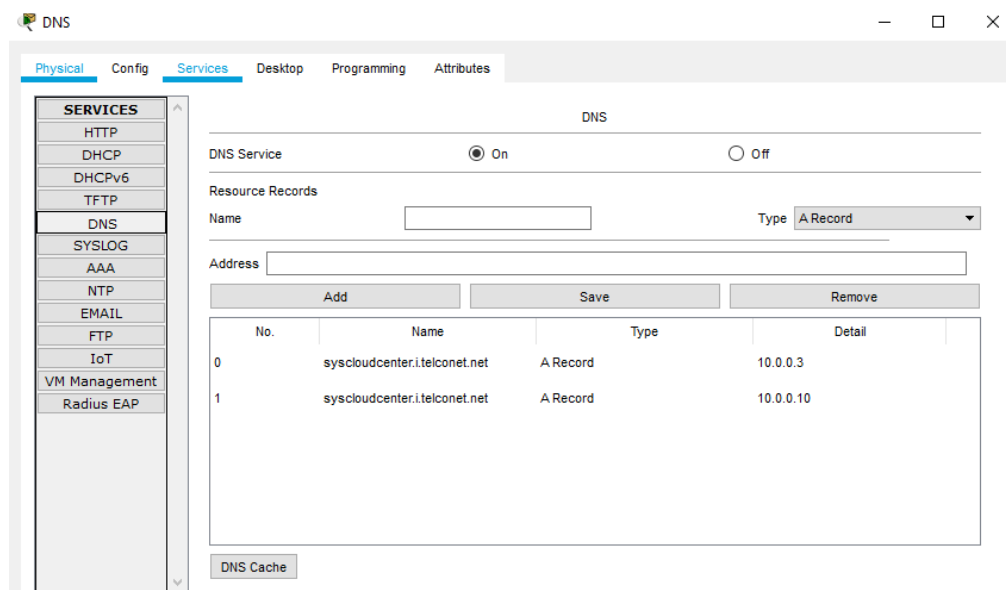 DNS
Physical Config Services Desktop Programming Attributes
SERVICES
HTTP
DHCP
DHCPv6
TFTP
DNS
SYSLOG
AAA
NTP
EMAIL
FTP
IoT
VM Management
Radius EAP
DNS
DNS Service On Off
Resource Records
Name Type A Record
Address
Add Save Remove
No. Name Type Detail
0 syscloudcenter.i.telconet.net A Record 10.0.0.3
1 syscloudcenter.i.telconet.net A Record 10.0.0.10
DNS Cache